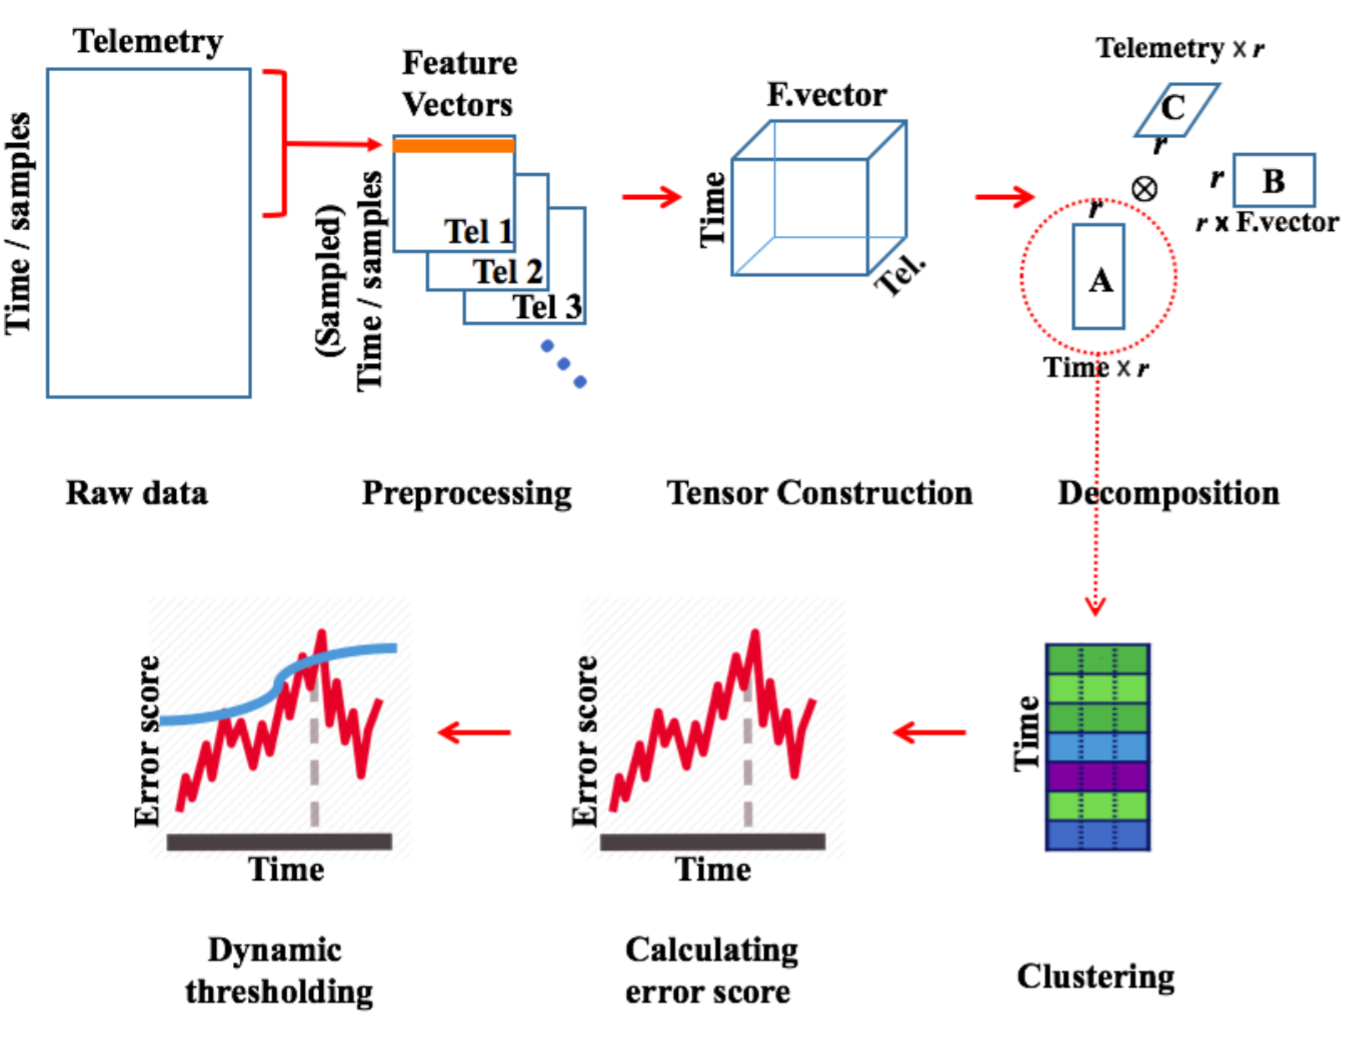 Telemetry
Time / samples
Feature
Vectors
(Sampled)
Time / samples
Tel 1
Tel 2
Tel 3
F.vector
Time
Tel.
Telemetry x r
C
r
⊗
r
B
r x F.vector
r
A
Time x r
Raw data
Preprocessing
Tensor Construction
Decomposition
Error score
Time
Error score
Time
Time
Dynamic
thresholding
Calculating
error score
Clustering